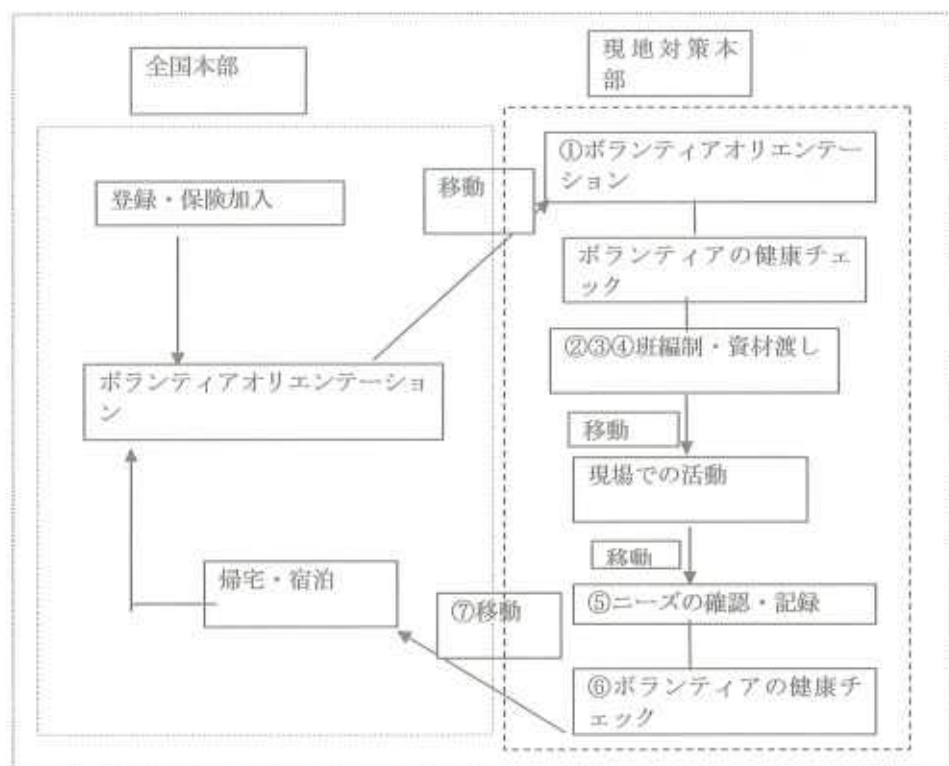 全国本部
現地対策本
部
登録・保険加入
移動
①ボランティアオリエンテー
ション
ボランティアの健康チェ
ック
②③④班編制・資材渡し
ボランティアオリエンテーショ
ン
移動
現場での活動
移動
帰宅・宿泊
⑦移動
⑤ニーズの確認・記録
⑥ボランティアの健康チ
ェック